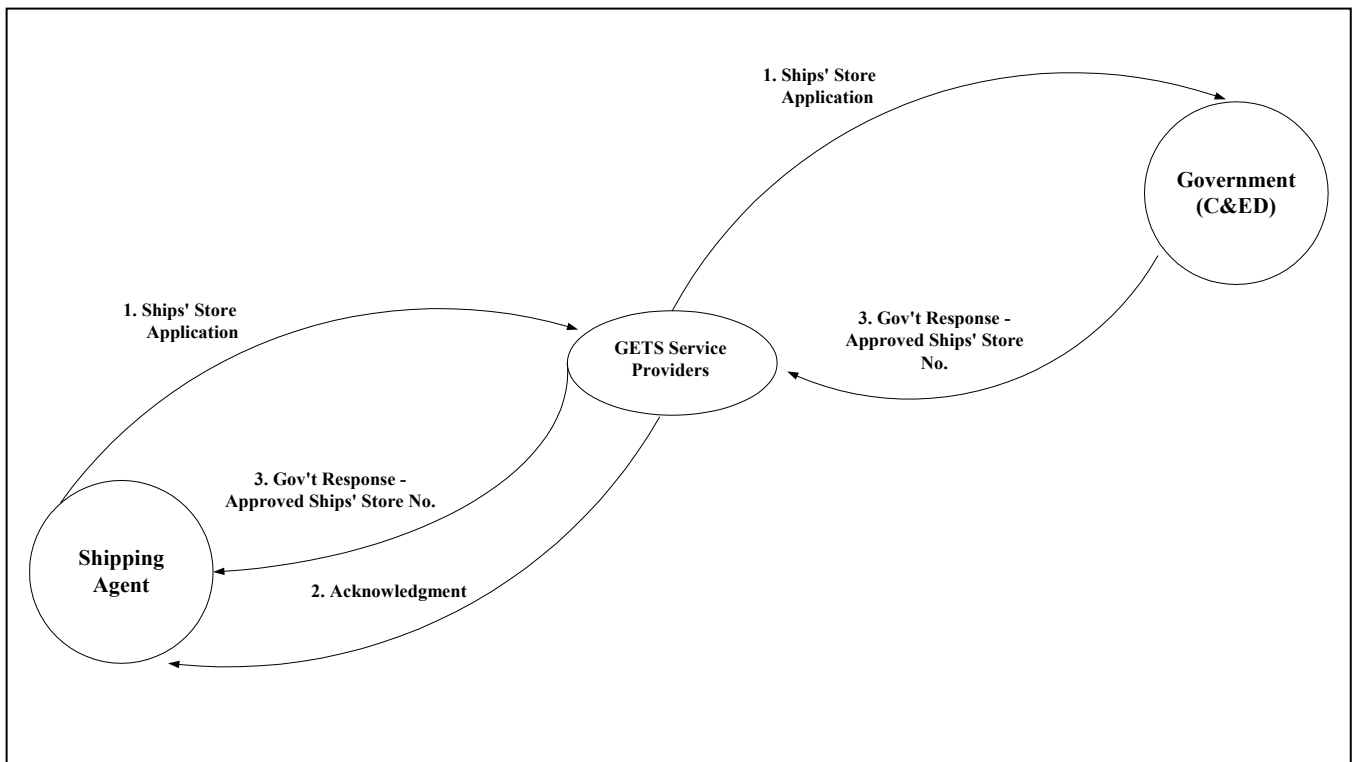 1. Ships' Store
Application
Government
(C&ED)
1. Ships' Store
Application
3. Gov't Response -
Approved Ships' Store
No.
GETS Service
Providers
3. Gov't Response -
Approved Ships' Store No.
Shipping
Agent
2. Acknowledgment